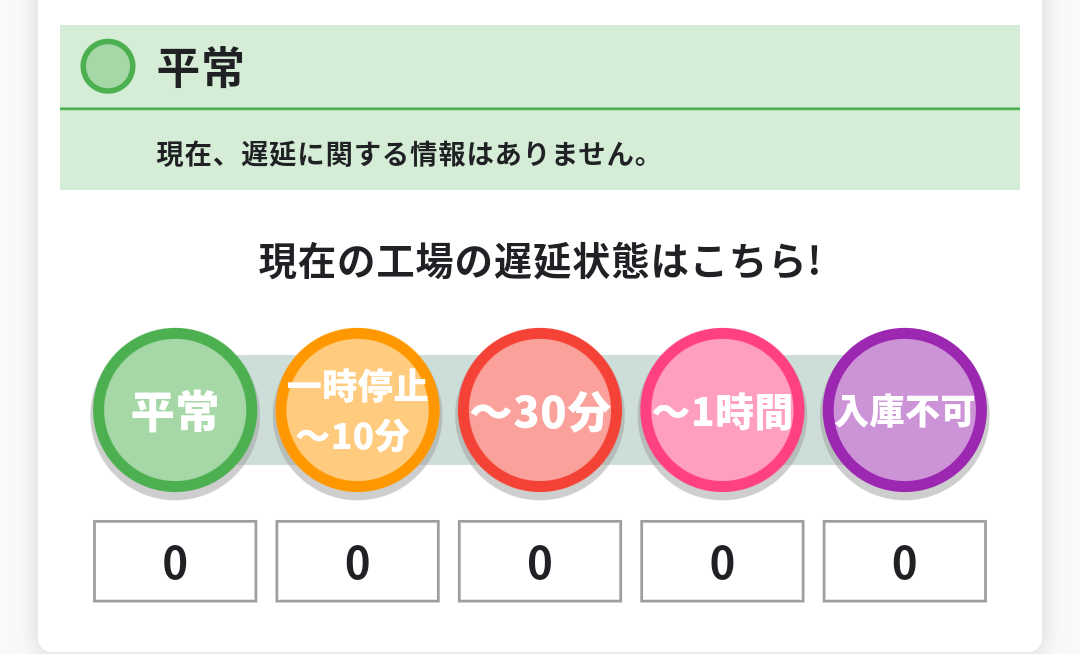 平常
現在、遅延に関する情報はありません。
現在の工場の遅延状態はこちら!
平常
一時停止
〜10分
〜30分
〜1時間
入庫不可
0
0
0
0
0